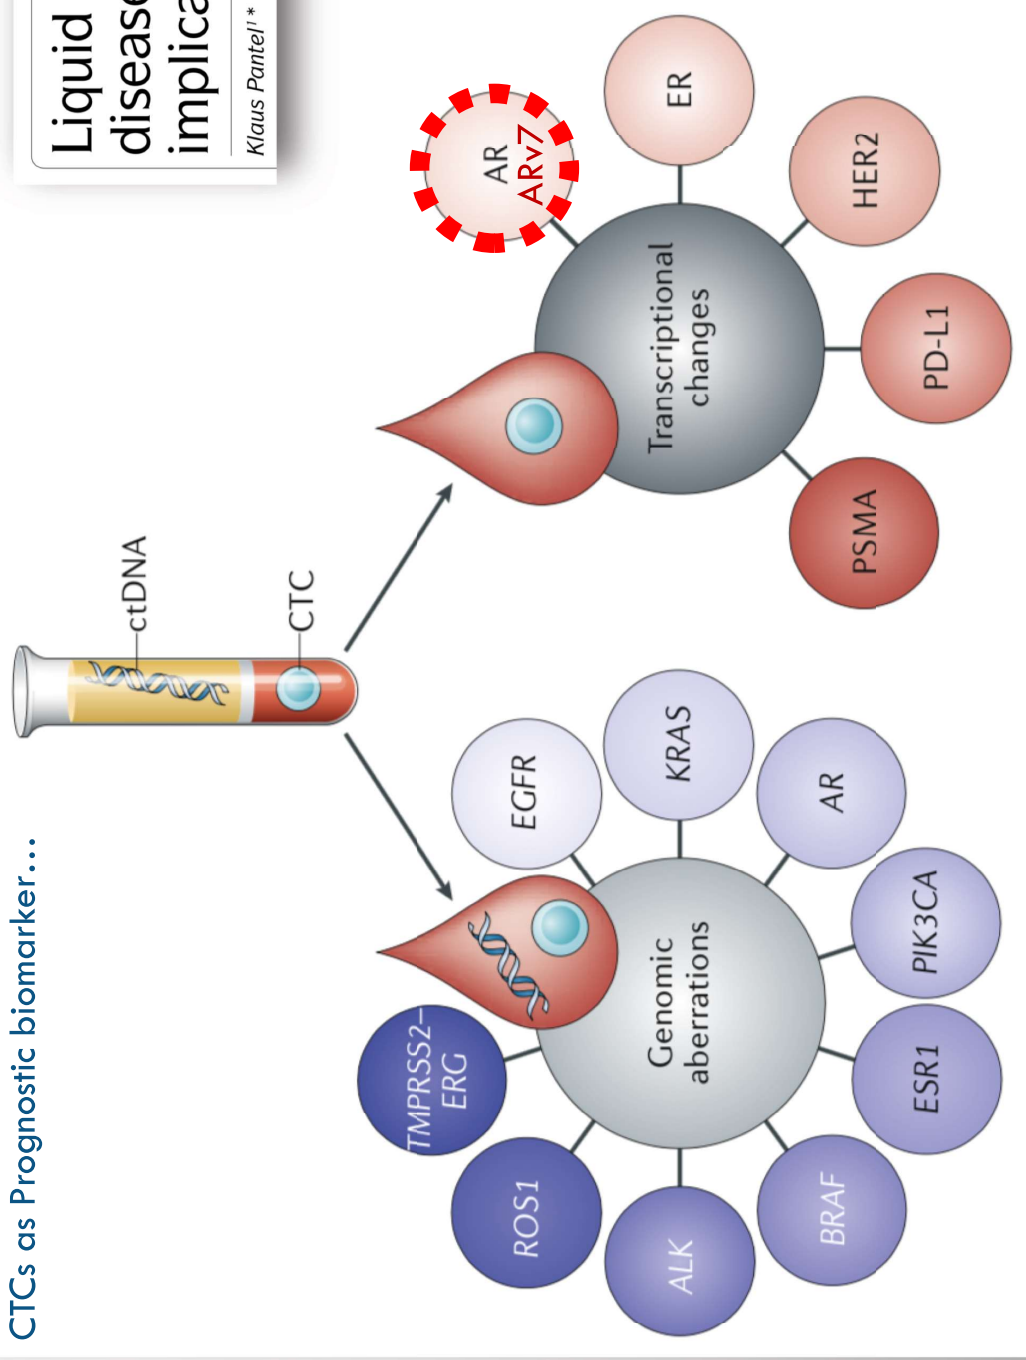 CTCs as Prognostic biomarker...
Liquid
disease
implica
Klaus Pantel¹*
ctDNA
CTC
TMPRSS2–
ERG
EGFR
ROS1
KRAS
Genomic
aberrations
ALK
AR
BRAF
PIK3CA
ESR1
AR
ARv7
ER
Transcriptional
changes
HER2
PSMA
PD-L1